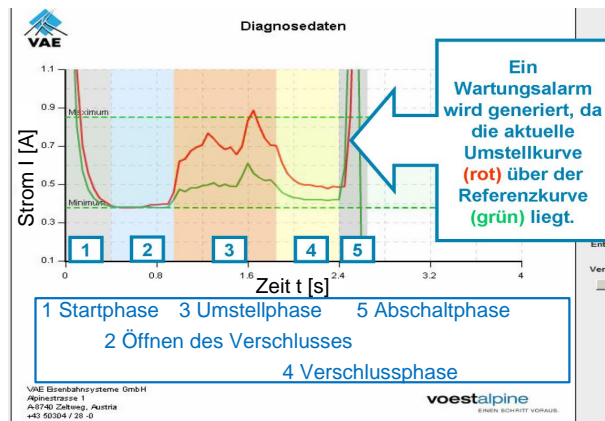 VAE
Diagnosedaten
Strom I [A]
1.1
0.9
0.7
0.5
0.3
0.1
Maximum
Minimum
1
2
3
4
5
0
0.8
1.6
2.4
3.2
4
Zeit t [s]
Ein
Wartungsalarm
wird generiert, da
die aktuelle
Umstellkurve
(rot) über der
Referenzkurve
(grün) liegt.
1 Startphase 3 Umstellphase 5 Abschaltphase
2 Öffnen des Verschlusses
4 Verschlussphase
VAE Eisenbahnsysteme GmbH
Alpinestrasse 1
A-8740 Zeltweg, Austria
+43 50304 / 28 -0
voestalpine
EINEN SCHRITT VORAUS.